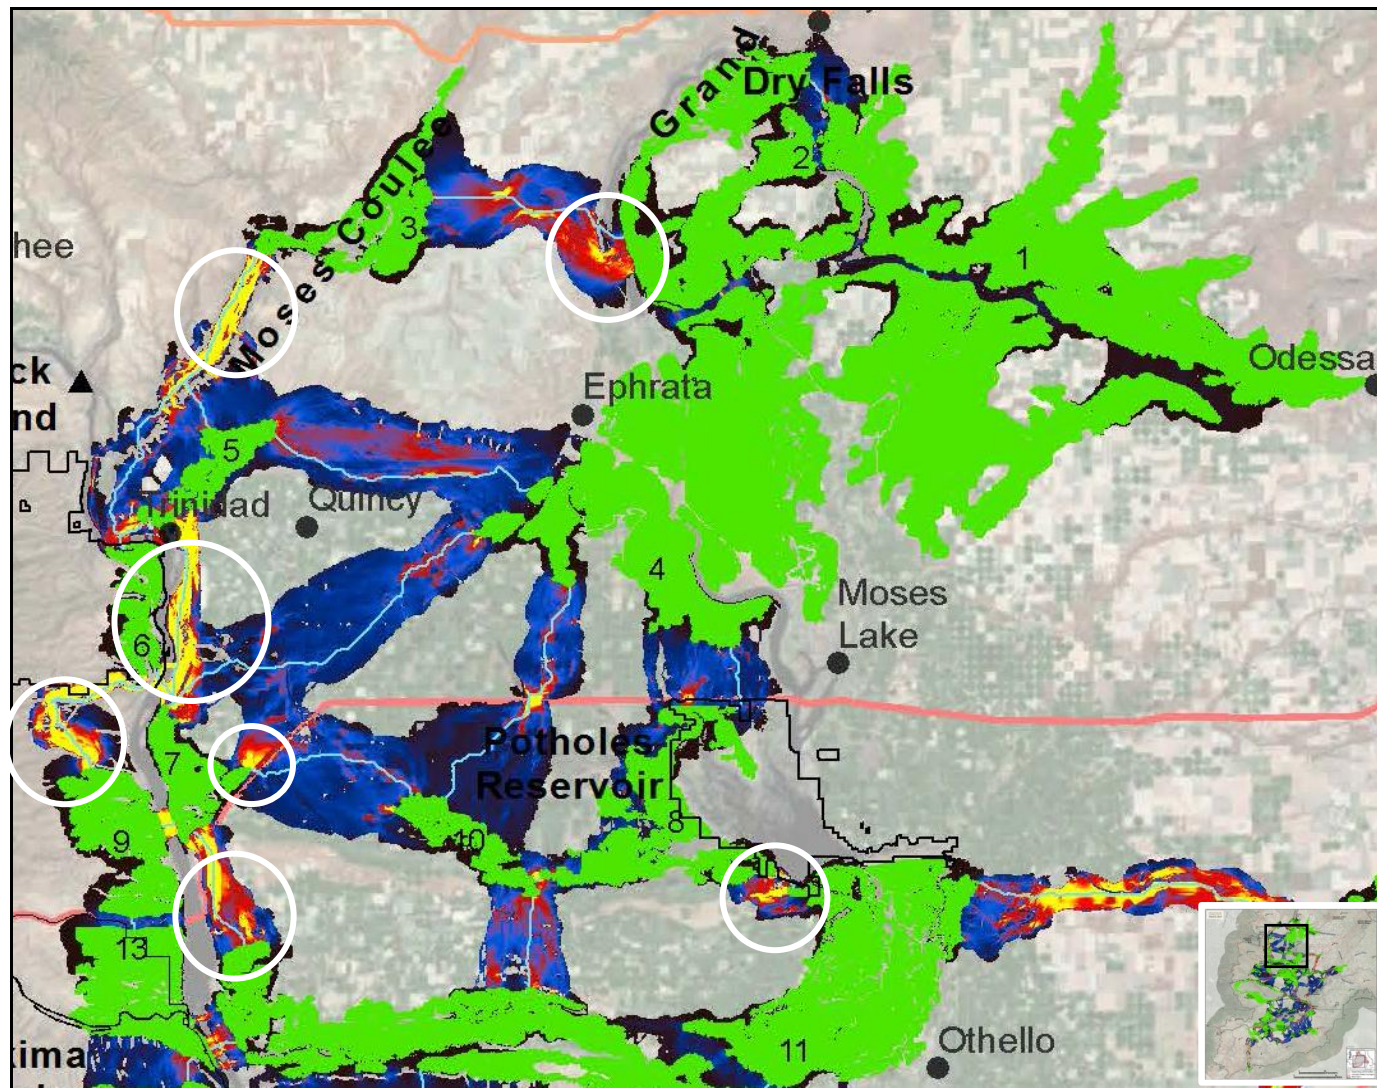 Grand
Dry Falls
2
Moses Coulee
3
hee
1
Odessa
ck
nd
Ephrata
5
Trinidad
Quincy
4
Moses
Lake
6
Potholes
Reservoir
7
8
9
10
13
11
Othello
kima